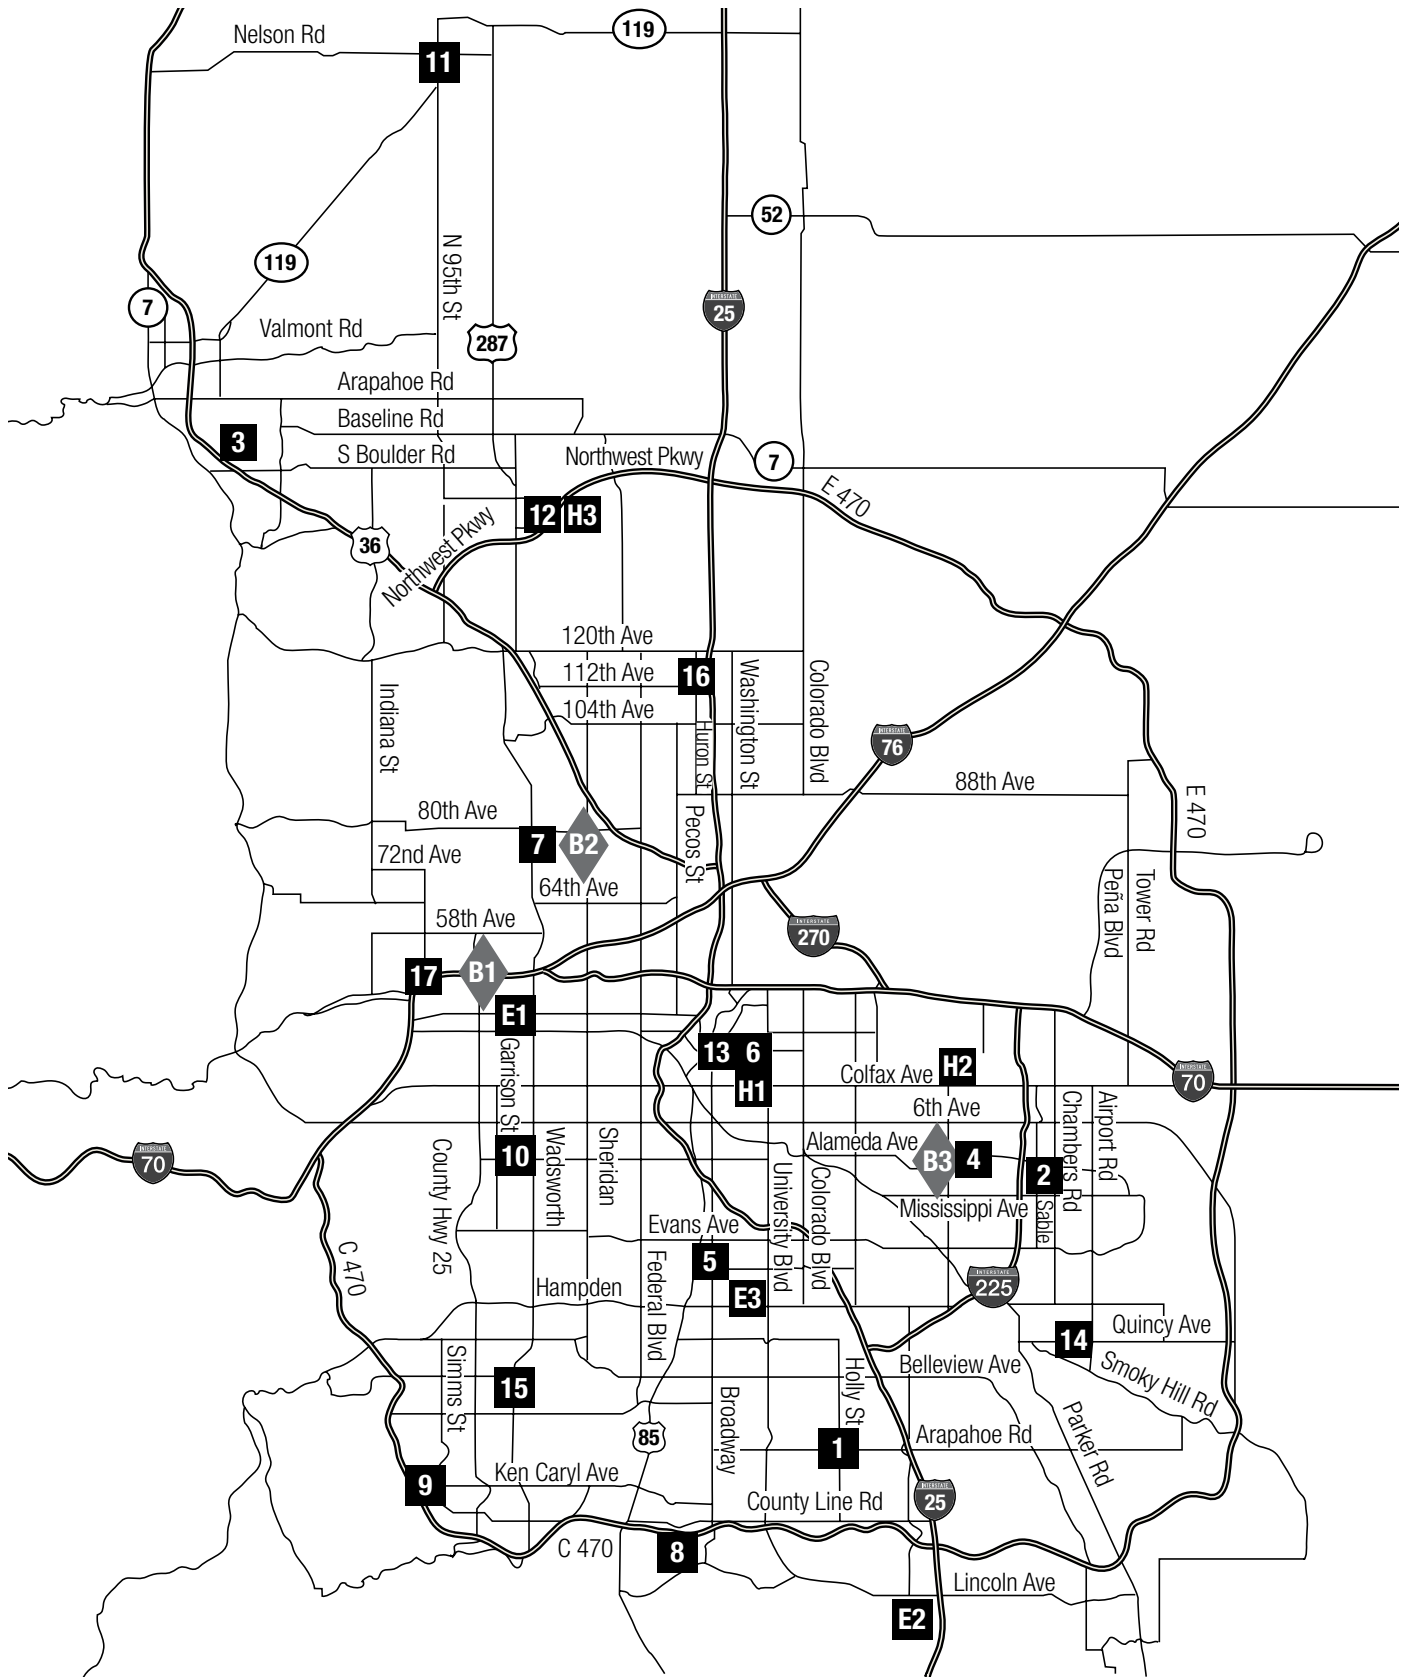 119
Nelson Rd
11
52
N 95th St
119
7
INTERSTATE
25
Valmont Rd
287
Arapahoe Rd
Baseline Rd
3
S Boulder Rd
Northwest Pkwy
7
E 470
12
H3
36
Northwest Pkwy
120th Ave
112th Ave
16
Washington St
Colorado Blvd
Indiana St
104th Ave
Huron St
INTERSTATE
76
88th Ave
E 470
80th Ave
7
B2
Pecos St
72nd Ave
64th Ave
Peña Blvd
Tower Rd
58th Ave
INTERSTATE
270
17
B1
E1
Garrison St
13
6
Colfax Ave
H2
INTERSTATE
70
H1
6th Ave
Chambers Rd
Airport Rd
INTERSTATE
70
County Hwy 25
10
Wadsworth
Sheridan
Alameda Ave
B3
4
2
University Blvd
Colorado Blvd
Mississippi Ave
Sable
Evans Ave
C 470
5
Federal Blvd
Hampden
E3
INTERSTATE
225
14
Quincy Ave
Simms St
15
Holly St
Belleview Ave
Smoky Hill Rd
Broadway
Parker Rd
85
1
Arapahoe Rd
9
Ken Caryl Ave
County Line Rd
INTERSTATE
25
C 470
8
Lincoln Ave
E2